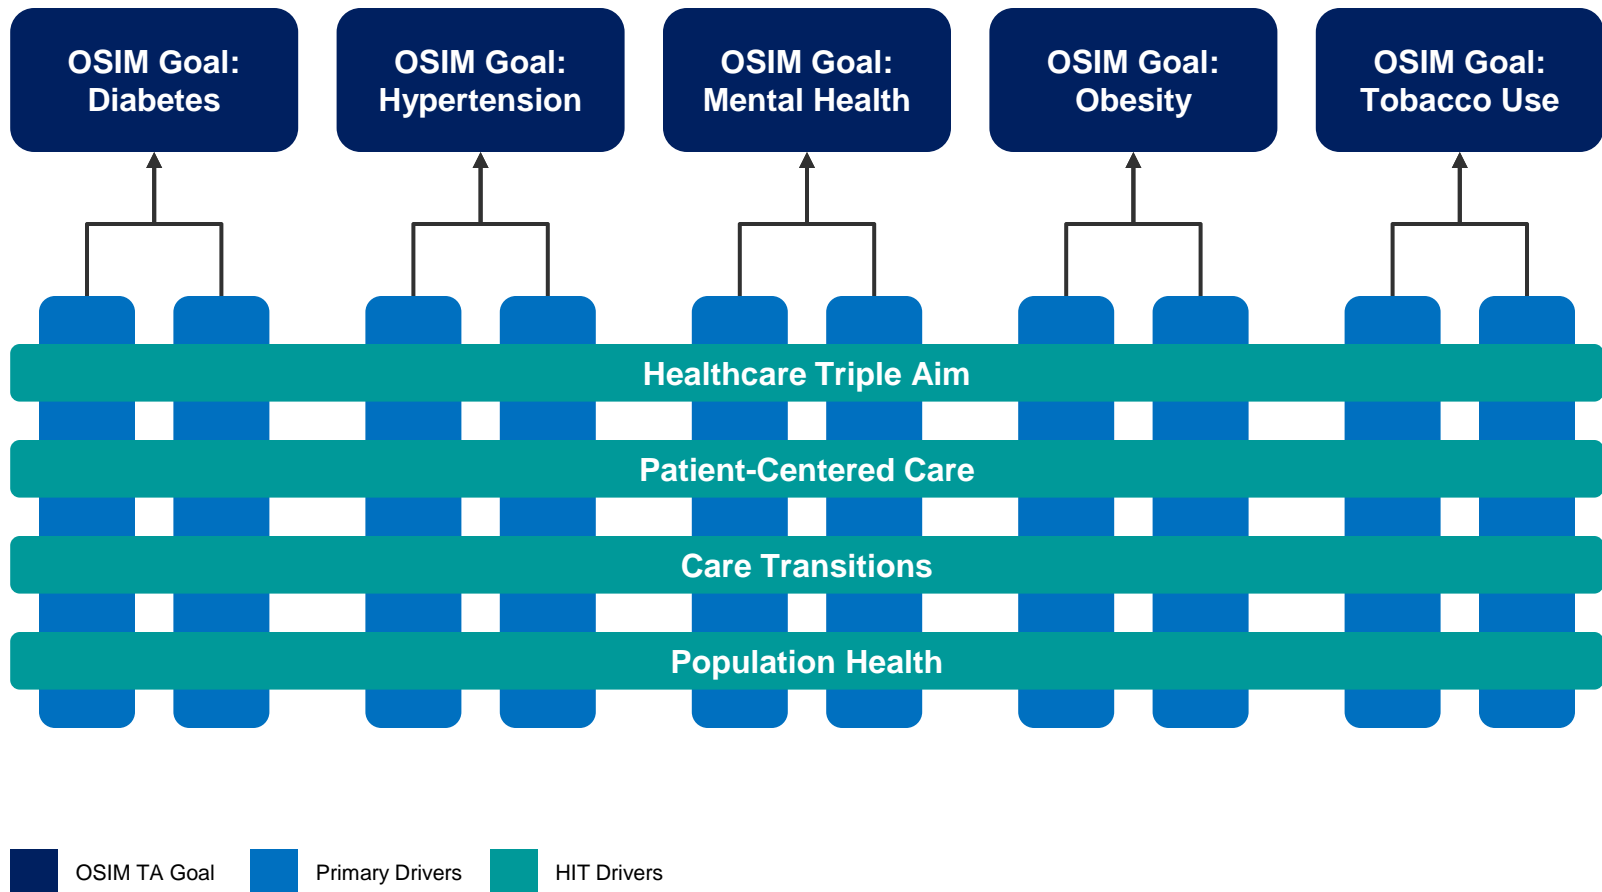 OSIM Goal:
Diabetes
OSIM Goal:
Hypertension
OSIM Goal:
Mental Health
OSIM Goal:
Obesity
OSIM Goal:
Tobacco Use
Healthcare Triple Aim
Patient-Centered Care
Care Transitions
Population Health
OSIM TA Goal
Primary Drivers
HIT Drivers